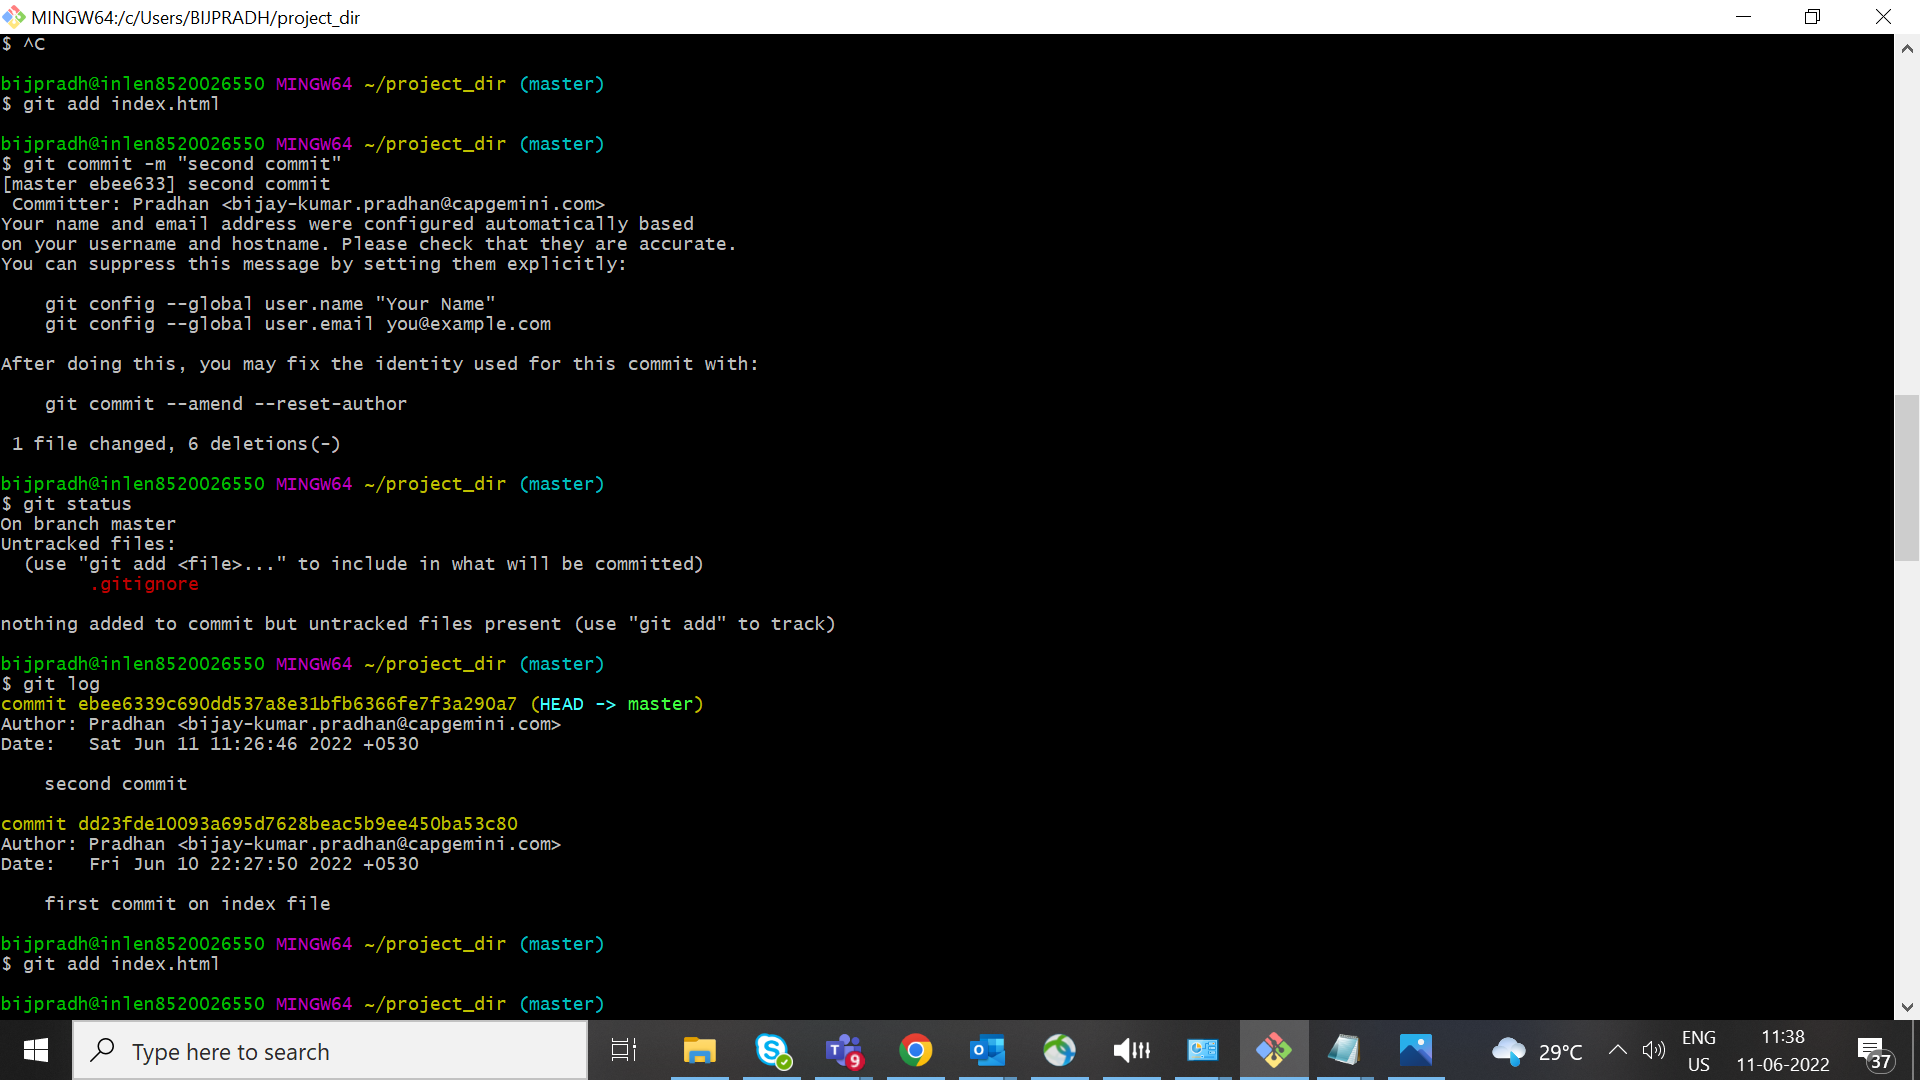 MINGW64:/c/Users/BIJPRADH/project_dir
$ ^C
bijpradh@inlen8520026550 MINGW64 ~/project_dir (master)
$ git add index.html
bijpradh@inlen8520026550 MINGW64 ~/project_dir (master)
$ git commit -m "second commit"
[master ebee633] second commit
 Committer: Pradhan <bijay-kumar.pradhan@capgemini.com>
Your name and email address were configured automatically based
on your username and hostname. Please check that they are accurate.
You can suppress this message by setting them explicitly:
    git config --global user.name "Your Name"
    git config --global user.email you@example.com
After doing this, you may fix the identity used for this commit with:
    git commit --amend --reset-author
 1 file changed, 6 deletions(-)
bijpradh@inlen8520026550 MINGW64 ~/project_dir (master)
$ git status
On branch master
Untracked files:
  (use "git add <file>..." to include in what will be committed)
        .gitignore
nothing added to commit but untracked files present (use "git add" to track)
bijpradh@inlen8520026550 MINGW64 ~/project_dir (master)
$ git log
commit ebee6339c690dd537a8e31bfb6366fe7f3a290a7 (HEAD -> master)
Author: Pradhan <bijay-kumar.pradhan@capgemini.com>
Date:   Sat Jun 11 11:26:46 2022 +0530
    second commit
commit dd23fde10093a695d7628beac5b9ee450ba53c80
Author: Pradhan <bijay-kumar.pradhan@capgemini.com>
Date:   Fri Jun 10 22:27:50 2022 +0530
    first commit on index file
bijpradh@inlen8520026550 MINGW64 ~/project_dir (master)
$ git add index.html
bijpradh@inlen8520026550 MINGW64 ~/project_dir (master)
Type here to search
9
29°C
ENG
US
11:38
11-06-2022
37